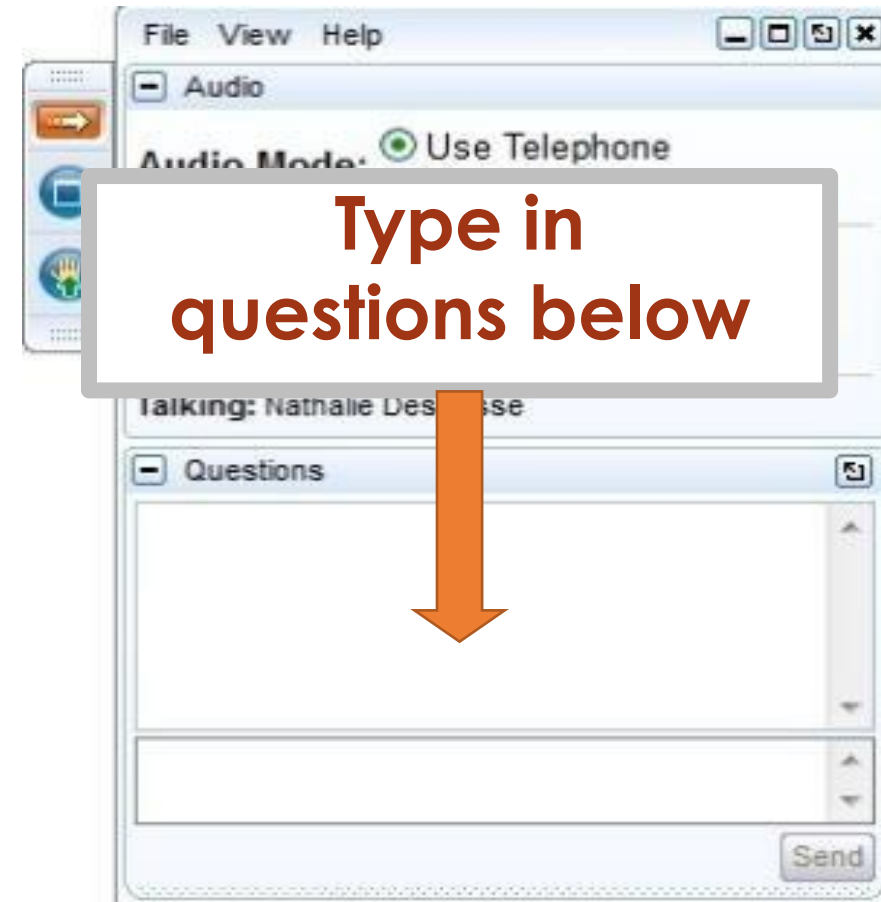 File View Help
Audio
Audio Mode: Use Telephone
Type in
questions below
Talking: Nathalie
Questions
Send